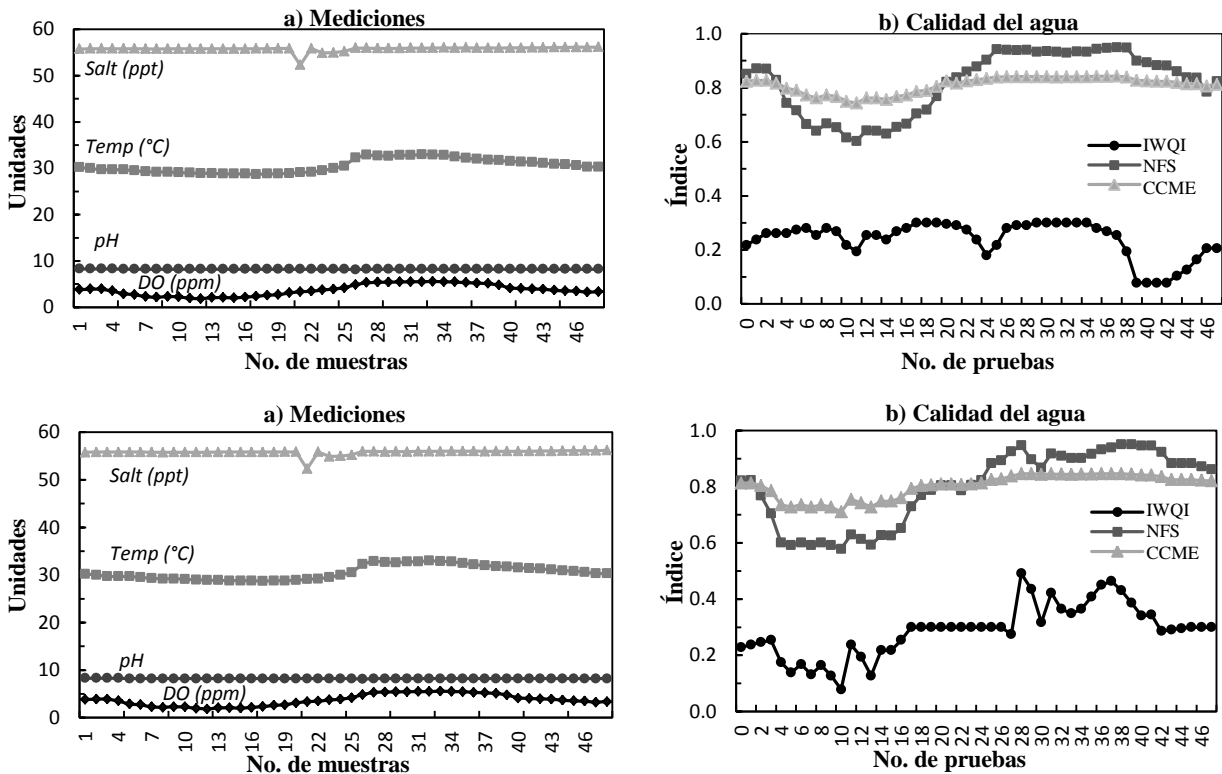 a) Mediciones
60
50
40
30
20
10
0
Unidades
Salt (ppt)
Temp (°C)
pH
DO (ppm)
1 4 7 10 13 16 19 22 25 28 31 34 37 40 43 46
No. de muestras
b) Calidad del agua
1.0
0.8
0.6
0.4
0.2
0.0
Índice
IWQI
NFS
CCME
0 2 4 6 8 10 12 14 16 18 20 22 24 26 28 30 32 34 36 38 40 42 44 46
No. de pruebas
a) Mediciones
60
50
40
30
20
10
0
Unidades
Salt (ppt)
Temp (°C)
pH
DO (ppm)
1 4 7 10 13 16 19 22 25 28 31 34 37 40 43 46
No. de muestras
b) Calidad del agua
1.0
0.8
0.6
0.4
0.2
0.0
Índice
IWQI
NFS
CCME
0 2 4 6 8 10 12 14 16 18 20 22 24 26 28 30 32 34 36 38 40 42 44 46
No. de pruebas